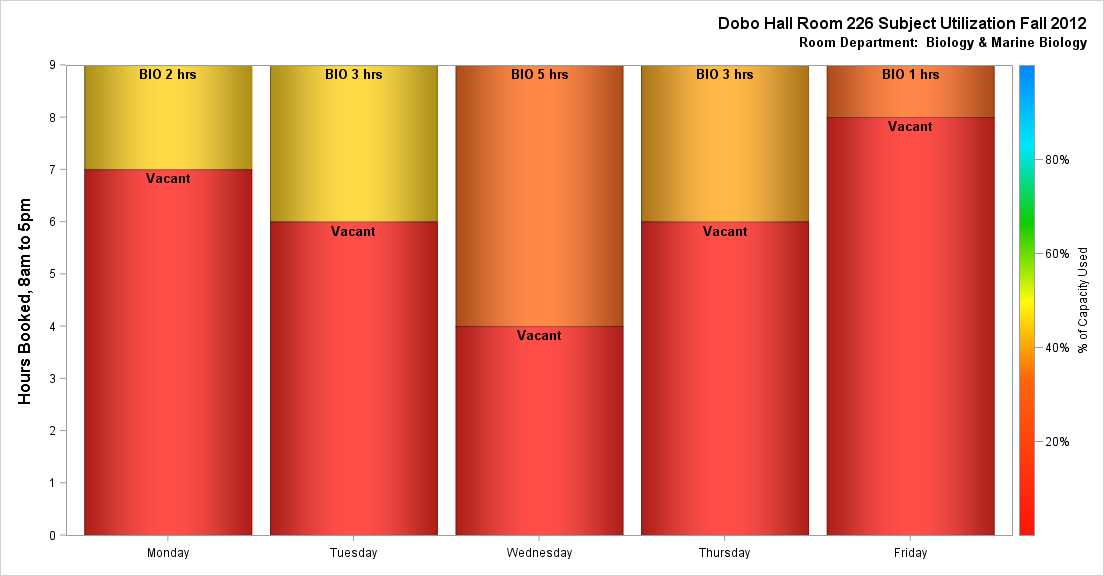 Dobo Hall Room 226 Subject Utilization Fall 2012
Room Department:  Biology & Marine Biology
Hours Booked, 8am to 5pm
9
8
7
6
5
4
3
2
1
0
BIO 2 hrs
Vacant
BIO 3 hrs
Vacant
BIO 5 hrs
Vacant
BIO 3 hrs
Vacant
BIO 1 hrs
Vacant
Monday
Tuesday
Wednesday
Thursday
Friday
80%
60%
40%
20%
% of Capacity Used